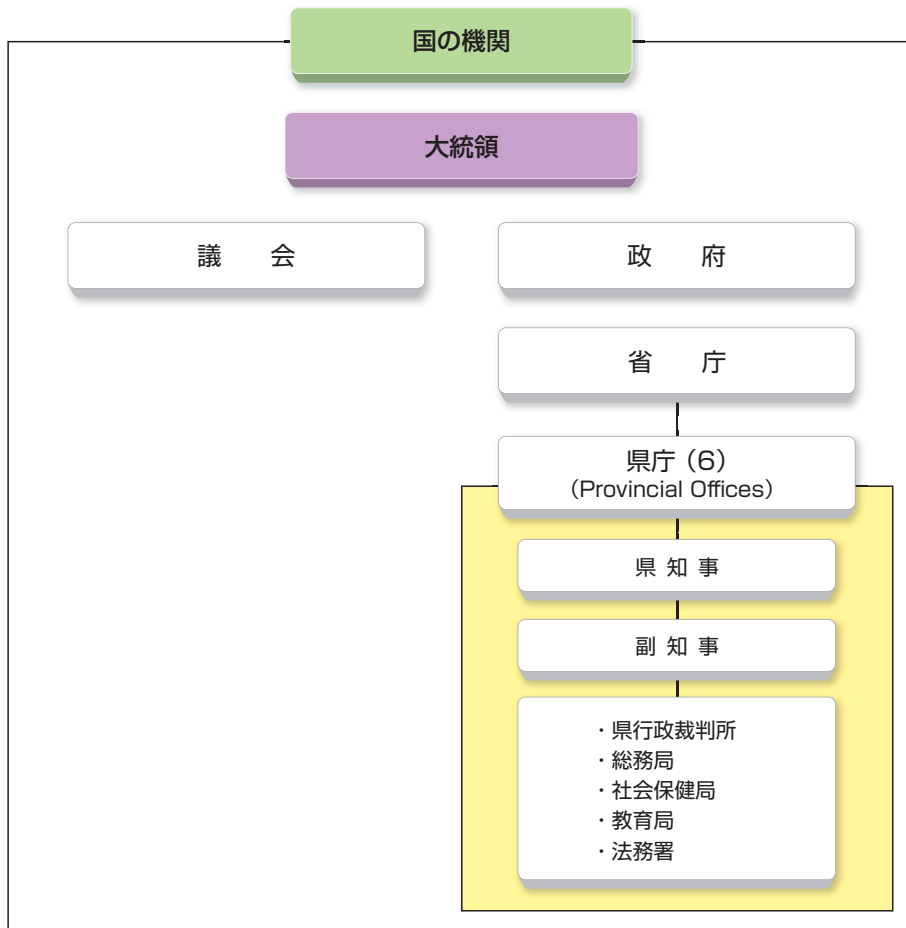 国の機関
大統領
議　会
政　府
省　庁
県庁（6）
（Provincial Offices）
県 知 事
副 知 事
・県行政裁判所
・総務局
・社会保健局
・教育局
・法務署